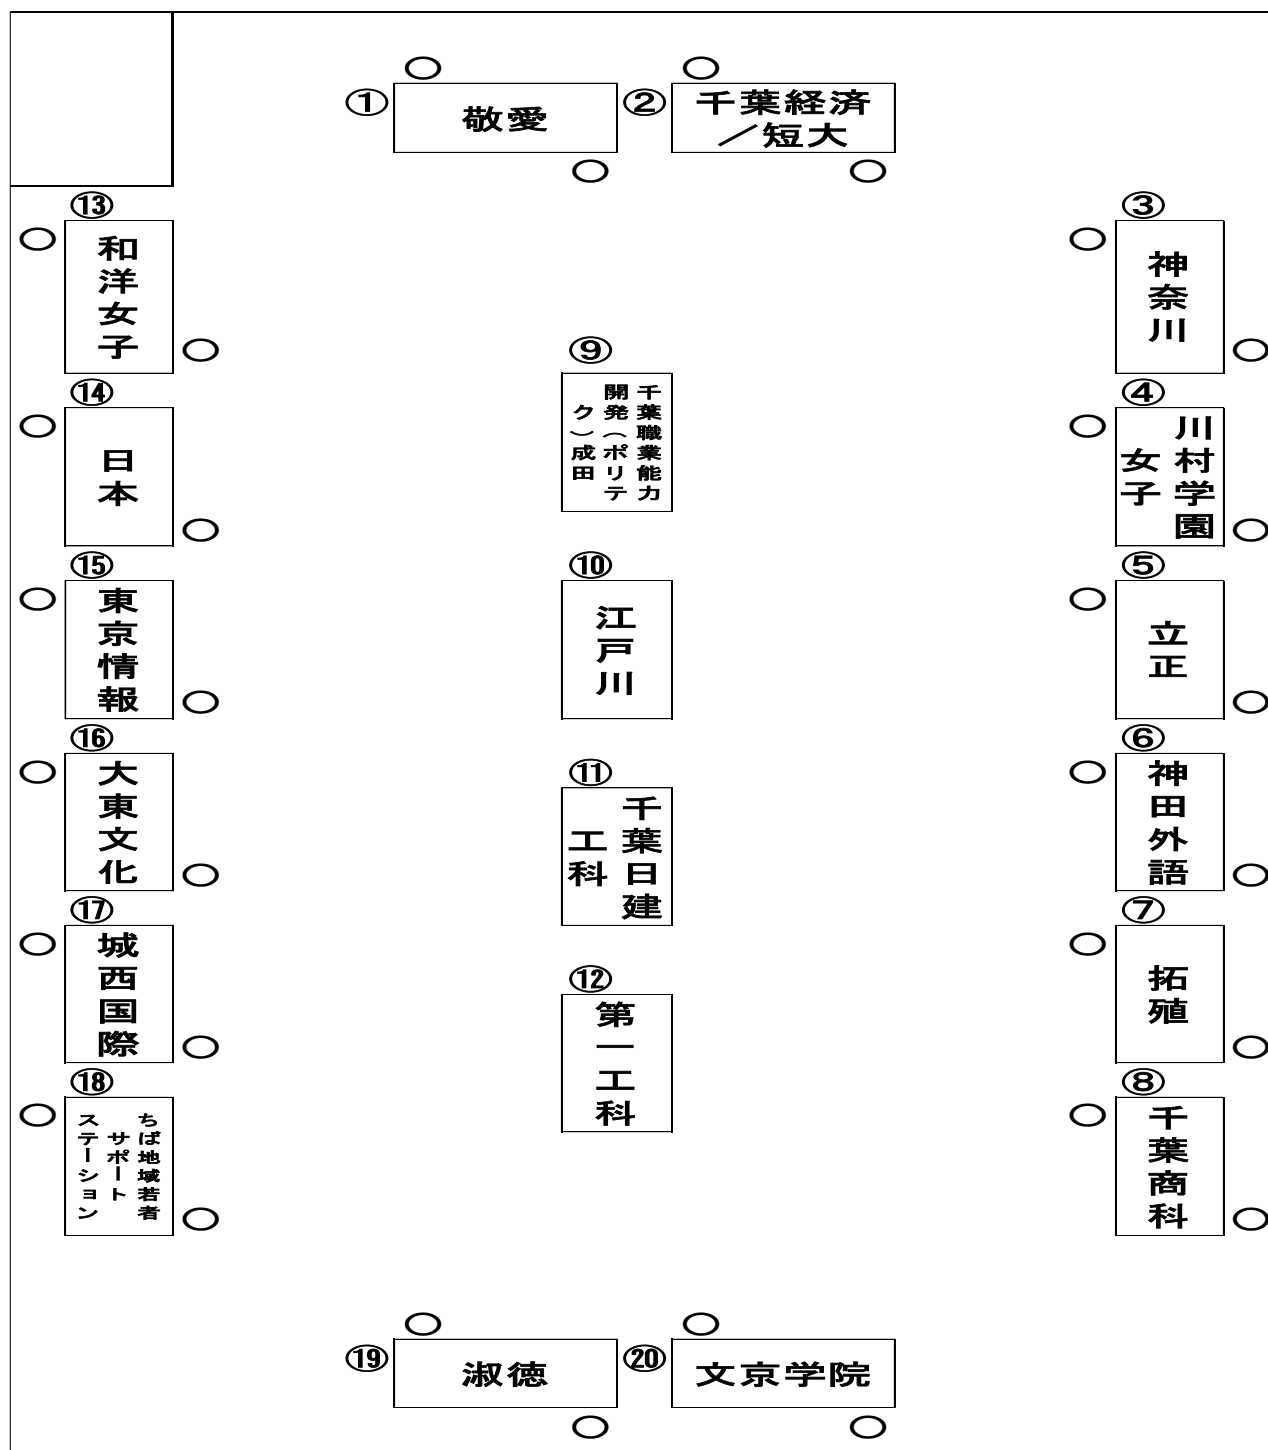 ①
敬愛
②
千葉経済
／短大
③
神奈川
④
川村学園
女子
⑤
立正
⑥
神田外語
⑦
拓殖
⑧
千葉商科
⑨
千葉職業能力
開発（ポリテ
ク）成田
⑩
江戸川
⑪
千葉日建
工科
⑫
第一工科
⑬
和洋女子
⑭
日本
⑮
東京情報
⑯
大東文化
⑰
城西国際
⑱
ちば地域若者
サポート
ステーション
⑲
淑徳
⑳
文京学院